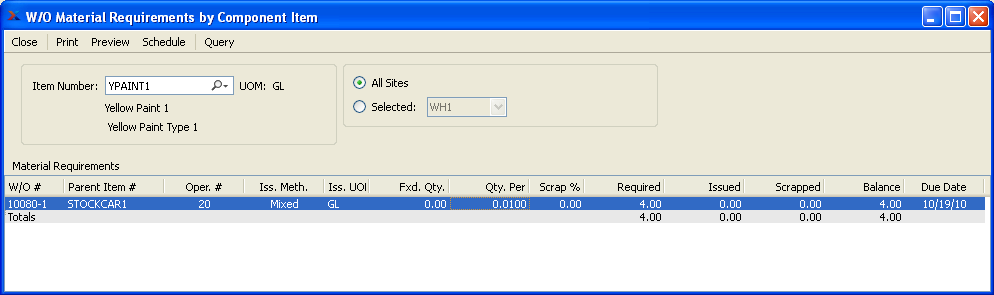 W/O Material Requirements by Component Item
Close Print Preview Schedule Query
Item Number: YPAINT1 UOM: GL
Yellow Paint 1
Yellow Paint Type 1
All Sites
Selected: WH1
Material Requirements
W/O # Parent Item # Oper. # Iss. Meth. Iss. UOI Fxd. Qty. Qty. Per Scrap % Required Issued Scrapped Balance Due Date
10080-1 STOCKCAR1 20 Mixed GL 0.00 0.0100 0.00 4.00 0.00 0.00 4.00 10/19/10
Totals 4.00 0.00 0.00 4.00